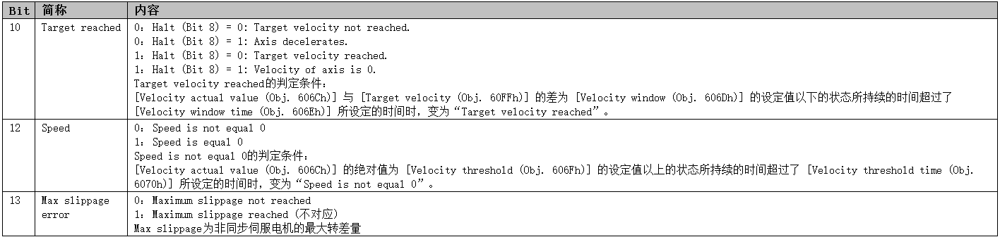 Bit 简称 内容
10 Target reached 0：Halt (Bit 8) = 0: Target velocity not reached.
0：Halt (Bit 8) = 1: Axis decelerates.
1：Halt (Bit 8) = 0: Target velocity reached.
1：Halt (Bit 8) = 1: Velocity of axis is 0.
Target velocity reached的判定条件：
[Velocity actual value (Obj. 606Ch)] 与 [Target velocity (Obj. 60FFh)] 的差为 [Velocity window (Obj. 606Dh)] 的设定值以下的状态所持续的时间超过了
[Velocity window time (Obj. 606Eh)] 所设定的时间时，变为“Target velocity reached”。
12 Speed 0：Speed is not equal 0
1：Speed is equal 0
Speed is not equal 0的判定条件：
[Velocity actual value (Obj. 606Ch)] 的绝对值为 [Velocity threshold (Obj. 606Fh)] 的设定值以上的状态所持续的时间超过了 [Velocity threshold time (Obj.
6070h)] 所设定的时间时，变为“Speed is not equal 0”。
13 Max slippage 0：Maximum slippage not reached
error 1：Maximum slippage reached (不对应)
Max slippage为非同步伺服电机的最大转差量